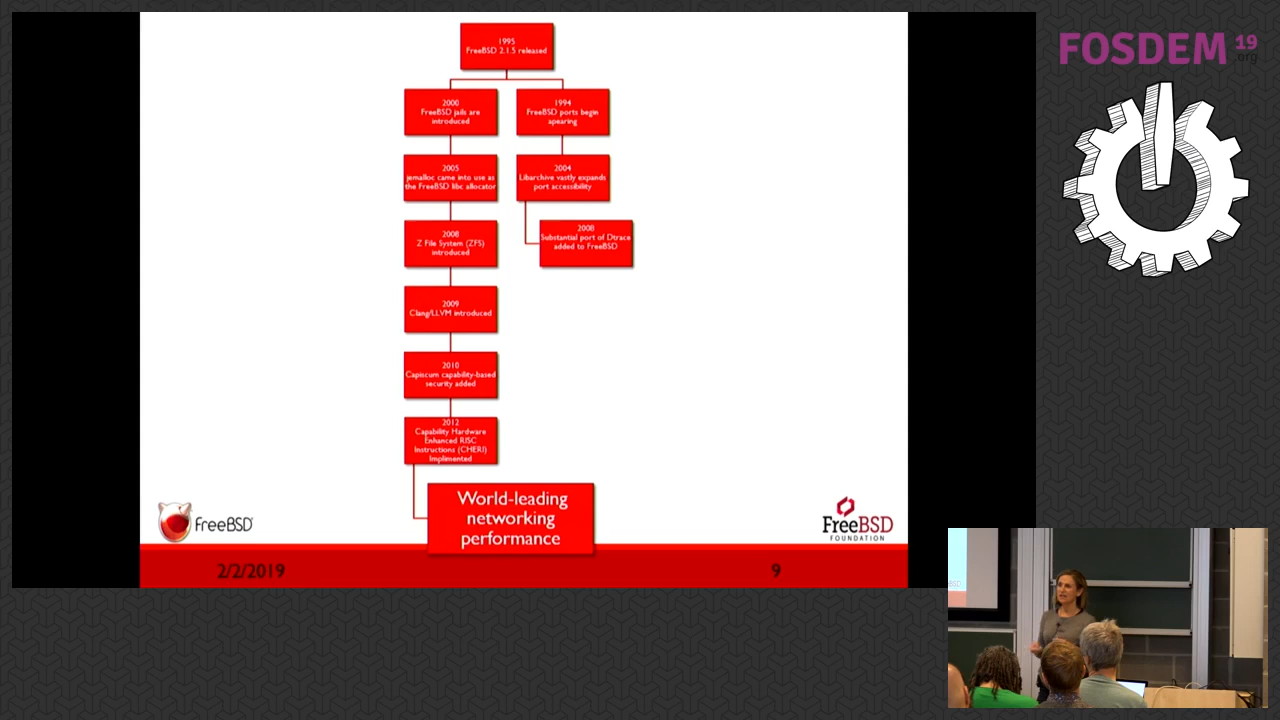 1995
FreeBSD 2.1.5 released
2000
FreeBSD jails are
introduced
1994
FreeBSD ports begin
apearing
2005
jemalloc came into use as
the FreeBSD libc allocator
2004
Libarchive vastly expands
port accessibility
2008
Z File System (ZFS)
introduced
2008
Substantial port of Dtrace
added to FreeBSD
2009
Clang/LLVM introduced
2010
Capiscum capability-based
security added
2012
Capability Hardware
Enhanced RISC
Instructions (CHERI)
Implimented
World-leading
networking
performance
FreeBSD
FreeBSD
FOUNDATION
2/2/2019
9
FOSDEM 19
.org